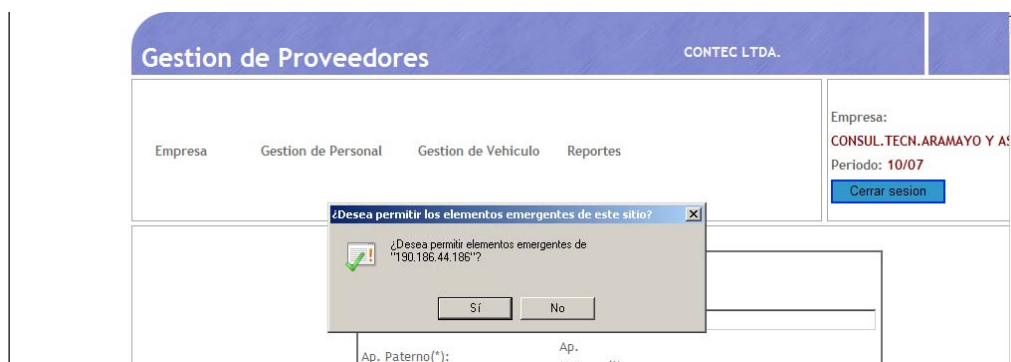 Gestion de Proveedores
CONTEC LTDA.
Empresa:
CONSUL.TECN.ARAMAYO Y
Periodo: 10/07
Cerrar sesion
Empresa Gestion de Personal Gestion de Vehiculo Reportes
¿Desea permitir los elementos emergentes de este sitio?
¿Desea permitir elementos emergentes de
"190.186.44.186"?
Sí No
Ap. Paterno(*):
Ap.